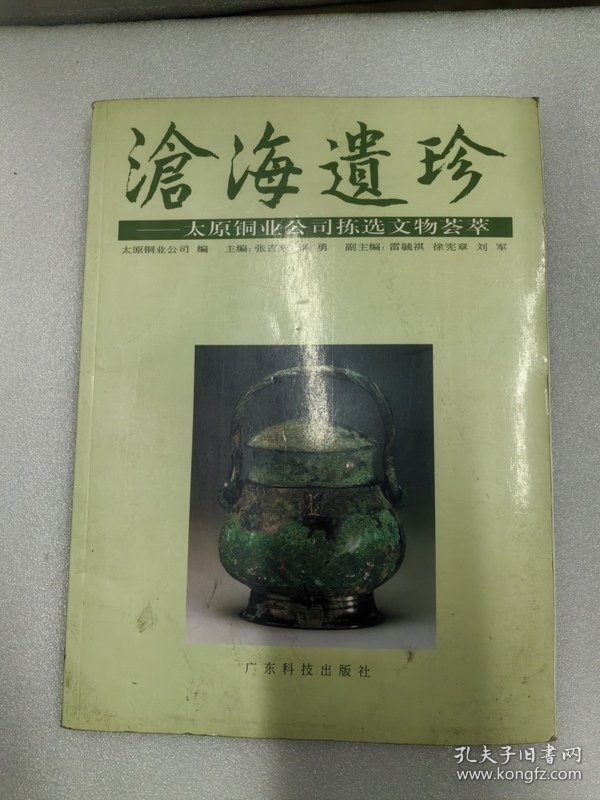 滄海遺珍
——太原铜业公司拣选文物荟萃
太原铜业公司 编 主编：张吉 勇 副主编：雷毓祺 徐宪章 刘 军
广东科技出版社
孔夫子旧书网
www.kongfz.com